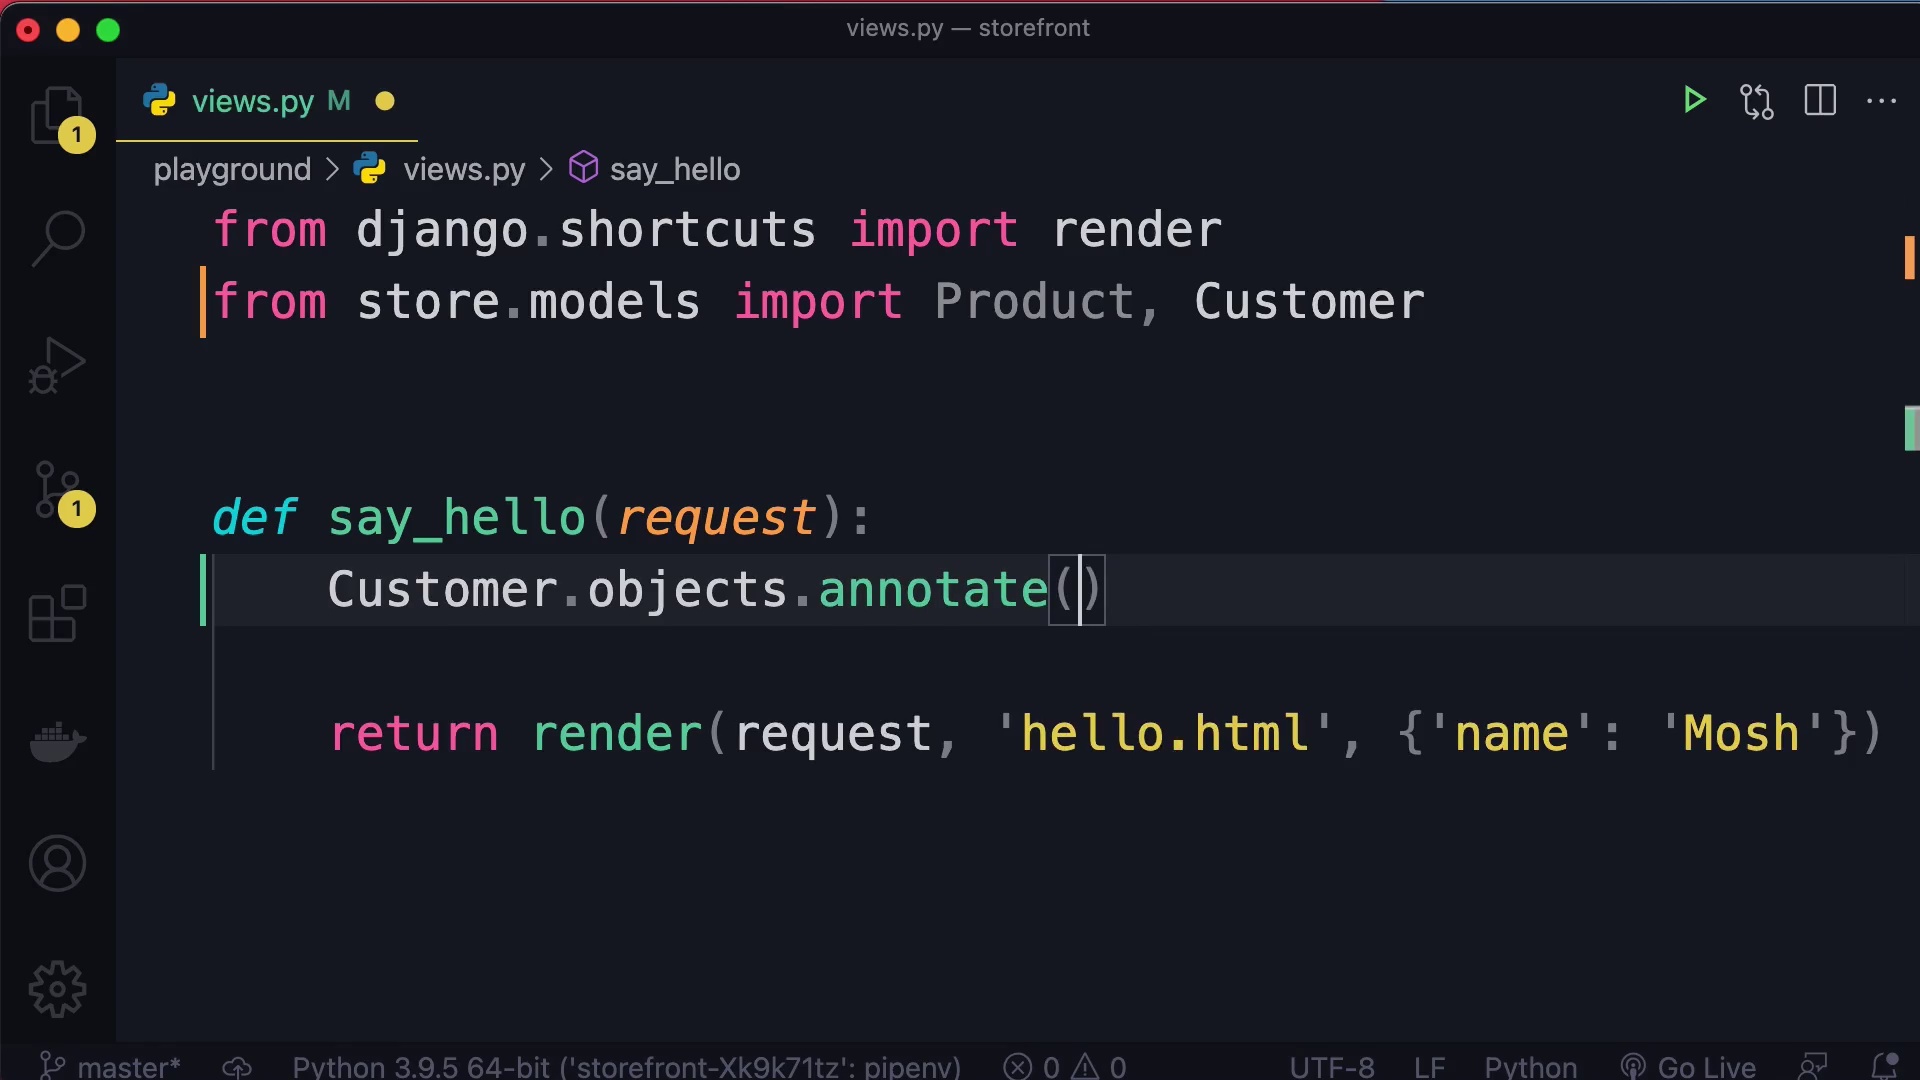 views.py — storefront
views.py M
1
playground > views.py > say_hello
from django.shortcuts import render
from store.models import Product, Customer
def say_hello(request):
1
Customer.objects.annotate()
return render(request, 'hello.html', {'name': 'Mosh'})
master* Python 3.9.5 64-bit ('storefront-Xk9k71tz': pipenv) 0 0 UTF-8 LF Python Go Live